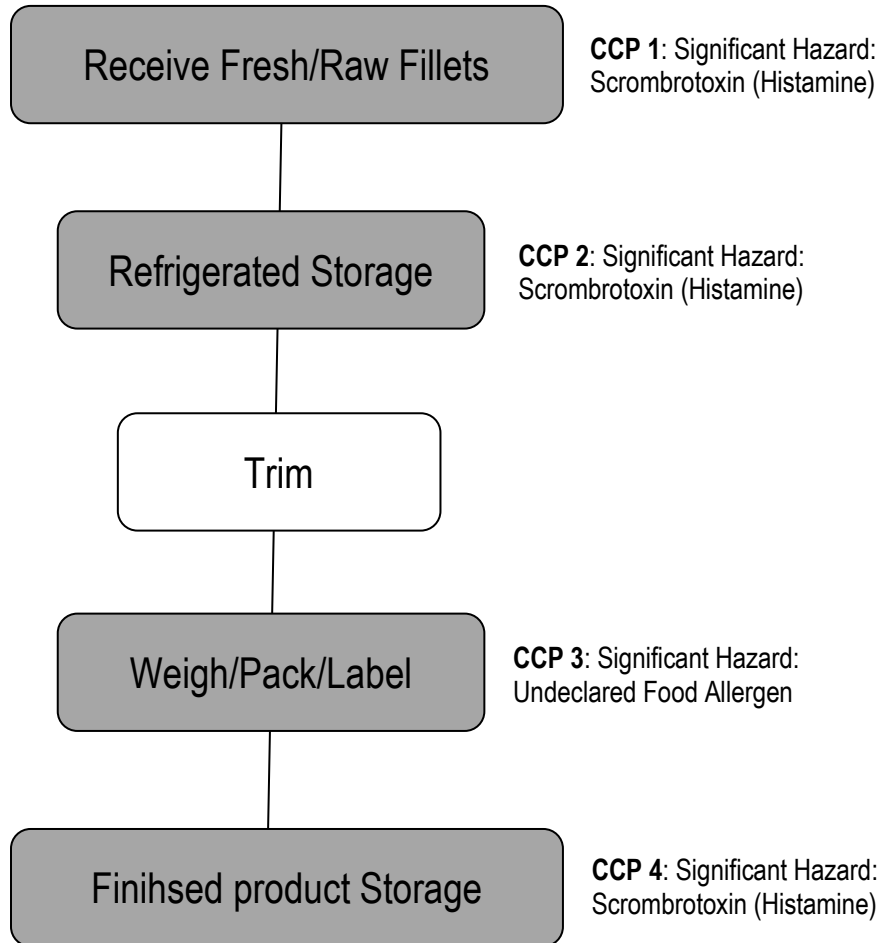 Receive Fresh/Raw Fillets
CCP 1: Significant Hazard:
Scrombrotoxin (Histamine)
Refrigerated Storage
CCP 2: Significant Hazard:
Scrombrotoxin (Histamine)
Trim
Weigh/Pack/Label
CCP 3: Significant Hazard:
Undeclared Food Allergen
Finihsed product Storage
CCP 4: Significant Hazard:
Scrombrotoxin (Histamine)